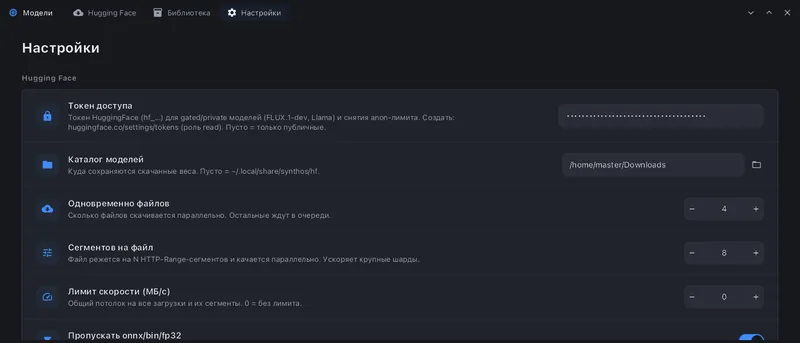 Модели
Hugging Face
Библиотека
Настройки
Настройки
Hugging Face
Токен доступа
Токен HuggingFace (hf_...) для gated/private моделей (FLUX.1-dev, Llama) и снятия anon-лимита. Создать:
huggingface.co/settings/tokens (роль read). Пусто = только публичные.
Каталог моделей
Куда сохраняются скачанные веса. Пусто = ~/.local/share/synthos/hf.
/home/master/Downloads
Одновременно файлов
Сколько файлов скачивается параллельно. Остальные ждут в очереди.
− 4 +
Сегментов на файл
Файл режется на N HTTP-Range-сегментов и качается параллельно. Ускоряет крупные шарды.
− 8 +
Лимит скорости (МБ/с)
Общий потолок на все загрузки и их сегменты. 0 = без лимита.
− 0 +
Пропускать onnx/bin/fp32